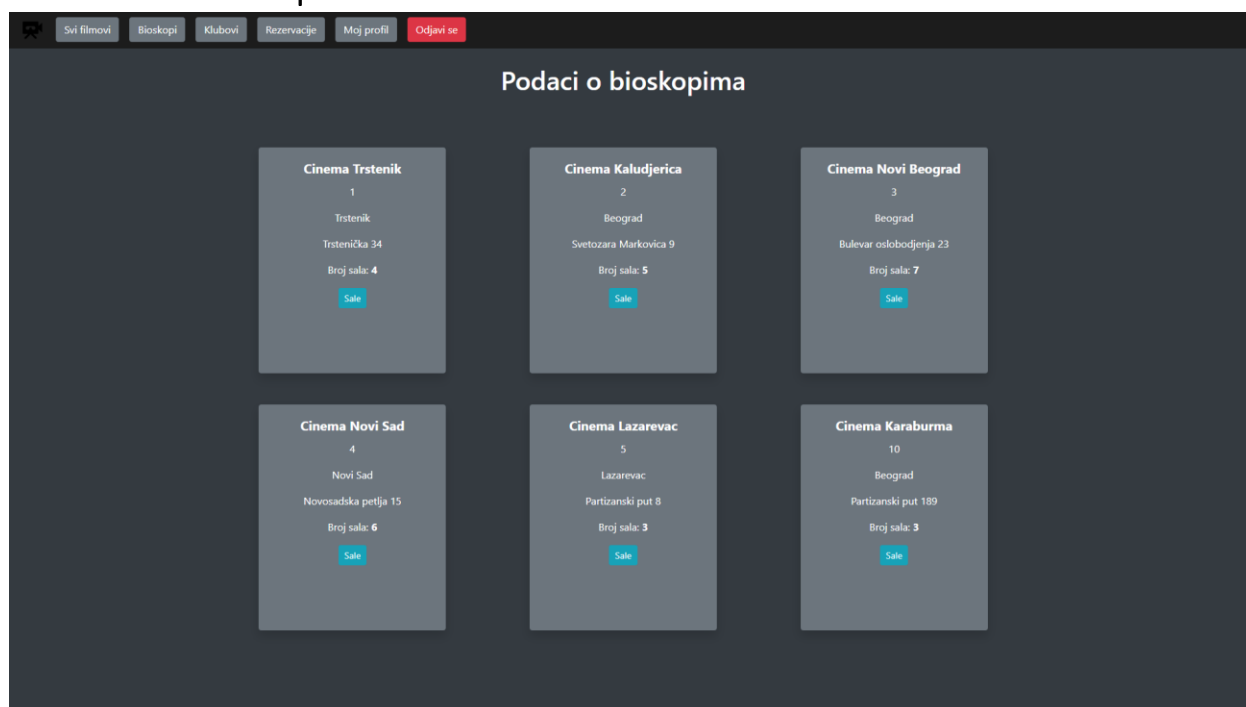 Svi filmovi Bioskopi Klubovi Rezervacije Moj profil Odjavi se
Podaci o bioskopima
Cinema Trstenik
1
Trstenik
Trstenička 34
Broj sala: 4
Sale
Cinema Kaludjerica
2
Beograd
Svetozara Markovica 9
Broj sala: 5
Sale
Cinema Novi Beograd
3
Beograd
Bulevar oslobodjenja 23
Broj sala: 7
Sale
Cinema Novi Sad
4
Novi Sad
Novosadska petlja 15
Broj sala: 6
Sale
Cinema Lazarevac
5
Lazarevac
Partizanski put 8
Broj sala: 3
Sale
Cinema Karaburma
10
Beograd
Partizanski put 189
Broj sala: 3
Sale